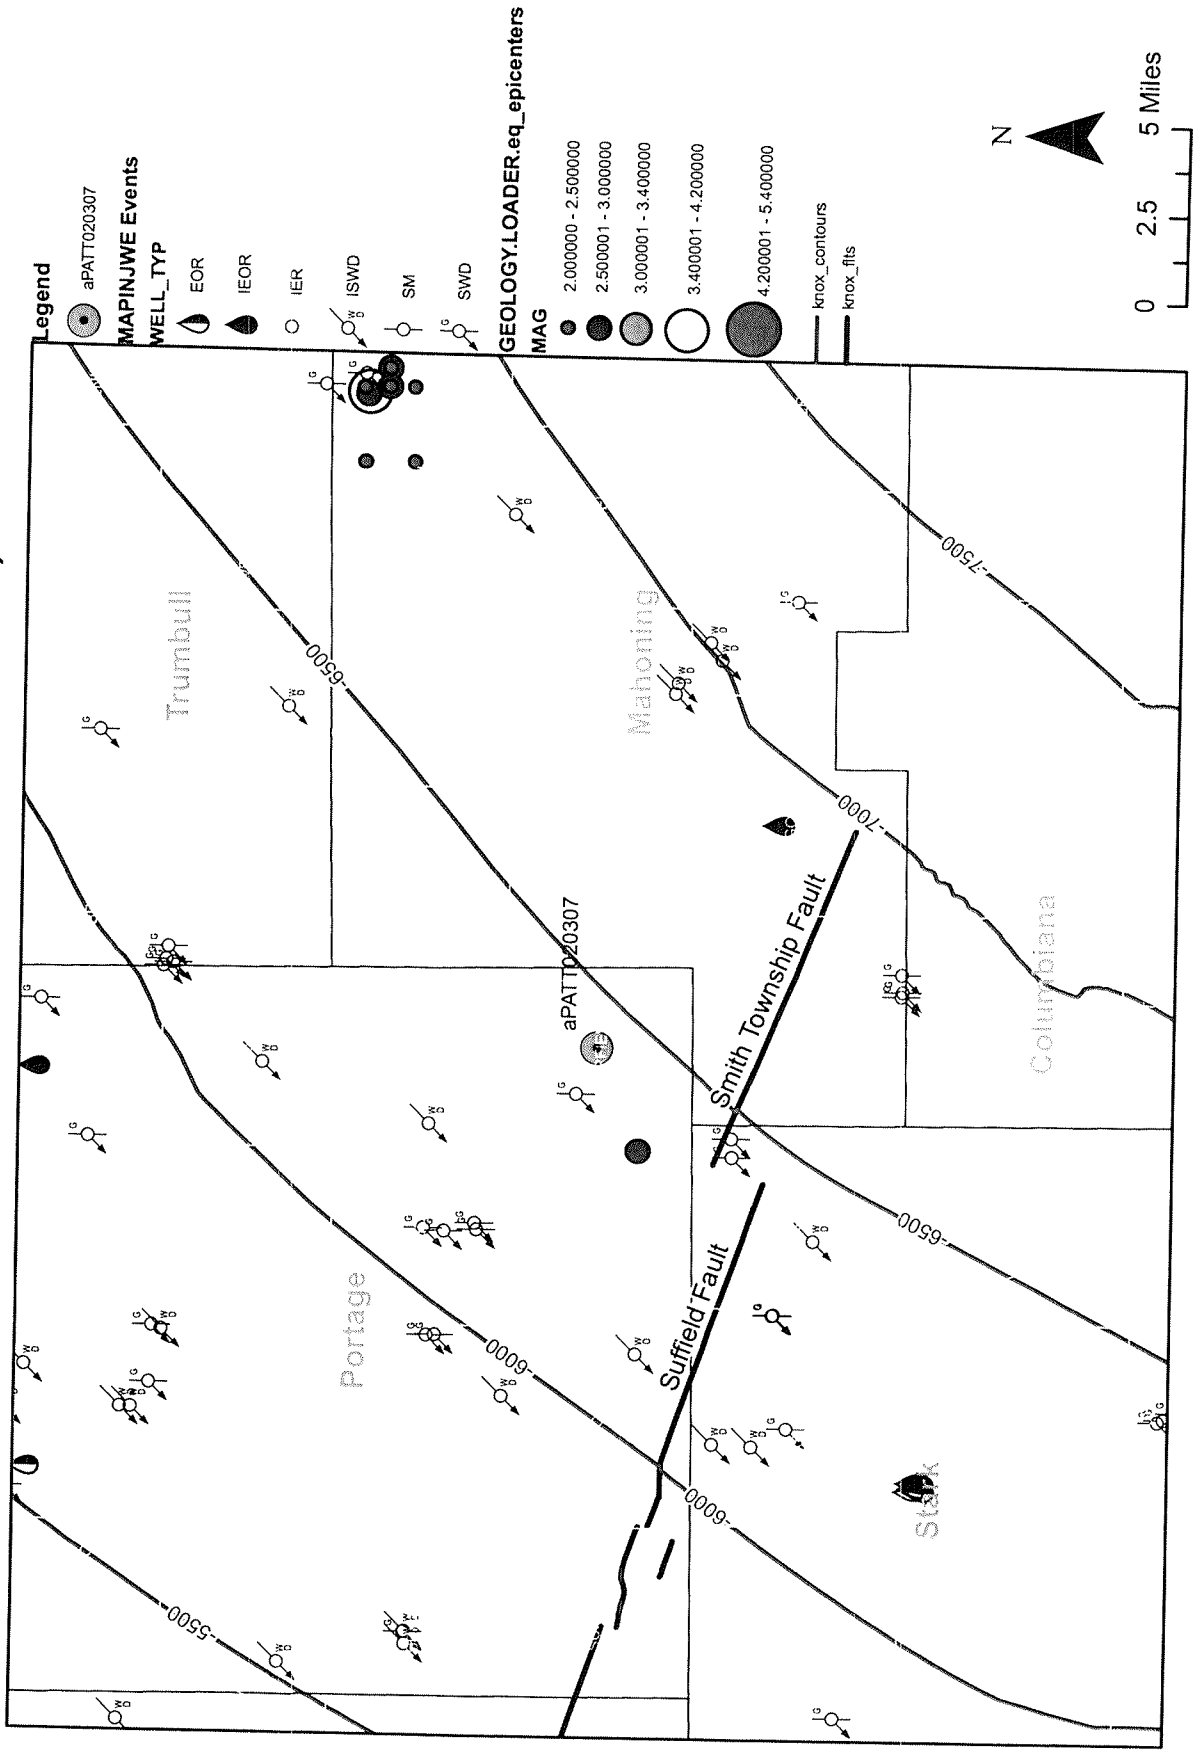 Legend
aPATT020307
MAPINJWE Events
WELL_TYP
EOR
IEOR
IER
ISWD
SM
SWD
GEOLOGY.LOADER.eq_epicenters
MAG
2.000000 - 2.500000
2.500001 - 3.000000
3.000001 - 3.400000
3.400001 - 4.200000
4.200001 - 5.400000
knox_contours
knox_flts
N
0 2.5 5 Miles
Trumbull
Mahoning
Columbiana
Portage
Stark
aPATT020307
Smith Township Fault
Suffield Fault
-5500
-6000
-6000
-6500
-6500
-7000
-7500